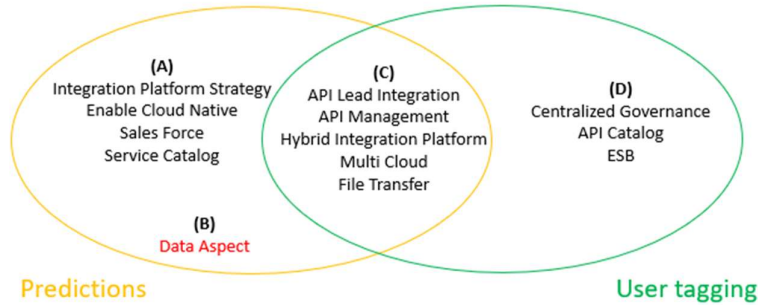 (A)
Integration Platform Strategy
Enable Cloud Native
Sales Force
Service Catalog
(B)
Data Aspect
(C)
API Lead Integration
API Management
Hybrid Integration Platform
Multi Cloud
File Transfer
(D)
Centralized Governance
API Catalog
ESB
Predictions
User tagging